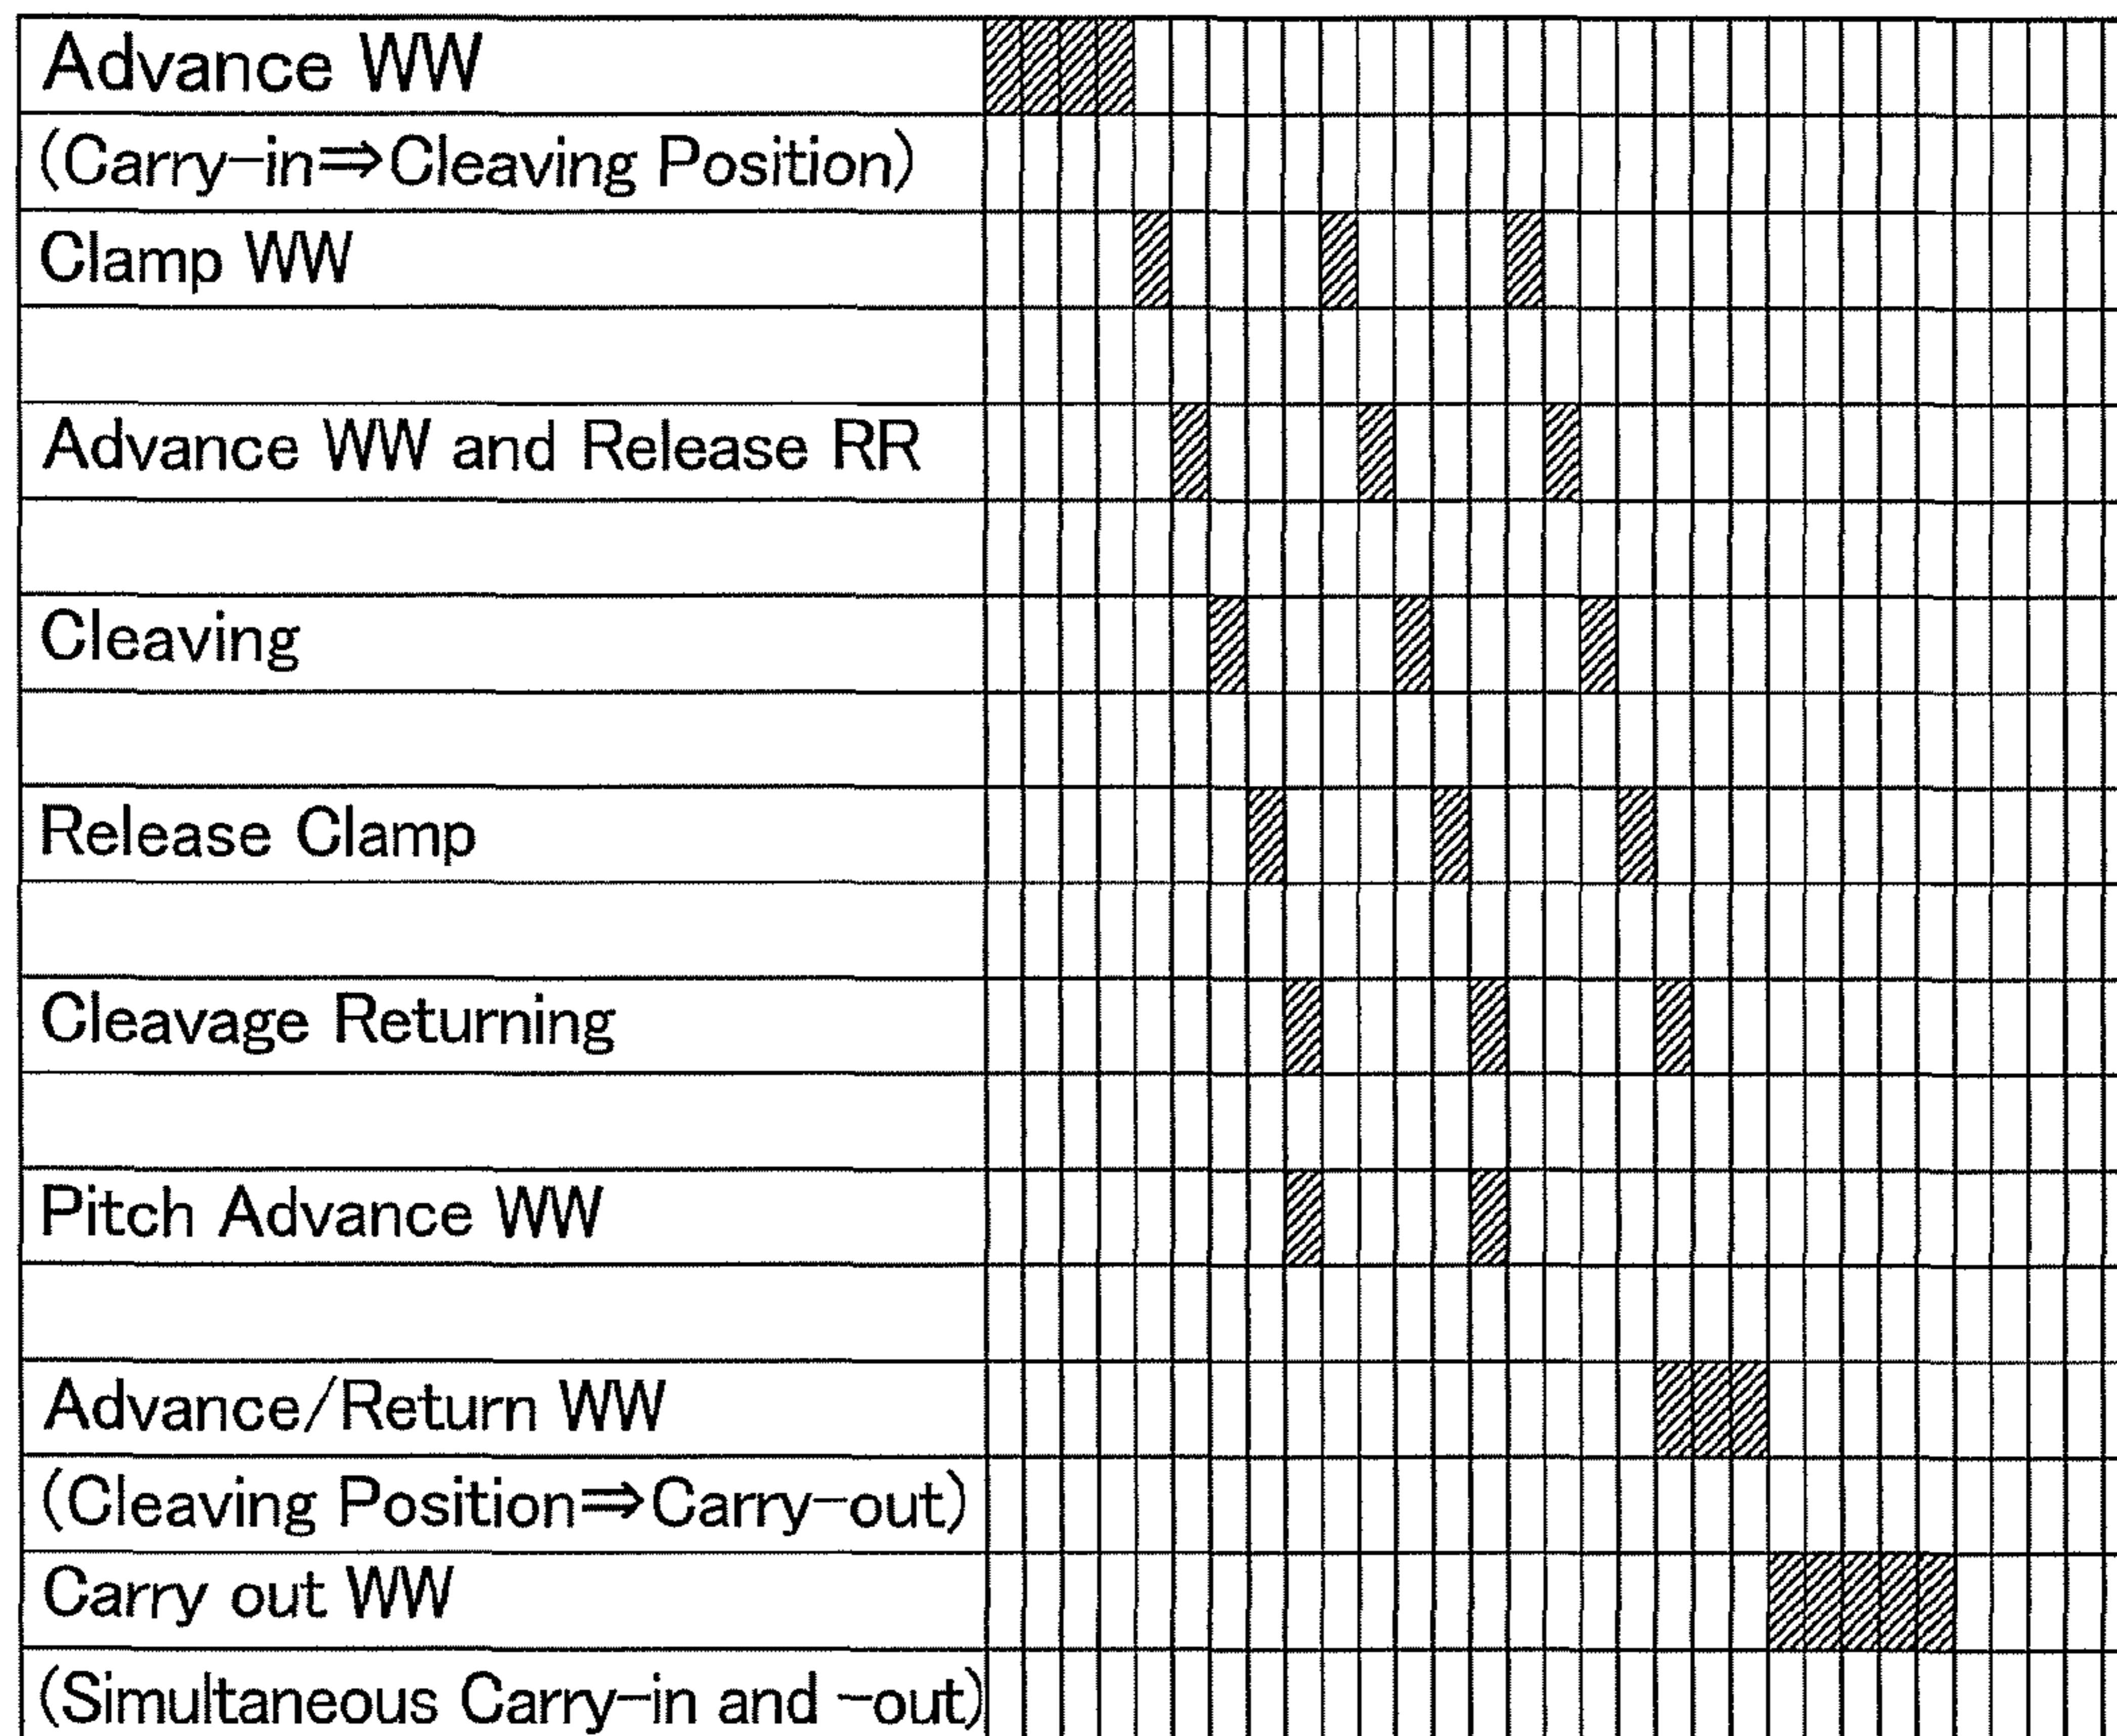 Advance WW
(Carry-in⇒Cleaving Position)
Clamp WW
Advance WW and Release RR
Cleaving
Release Clamp
Cleavage Returning
Pitch Advance WW
Advance/Return WW
(Cleaving Position⇒Carry-out)
Carry out WW
(Simultaneous Carry-in and -out)